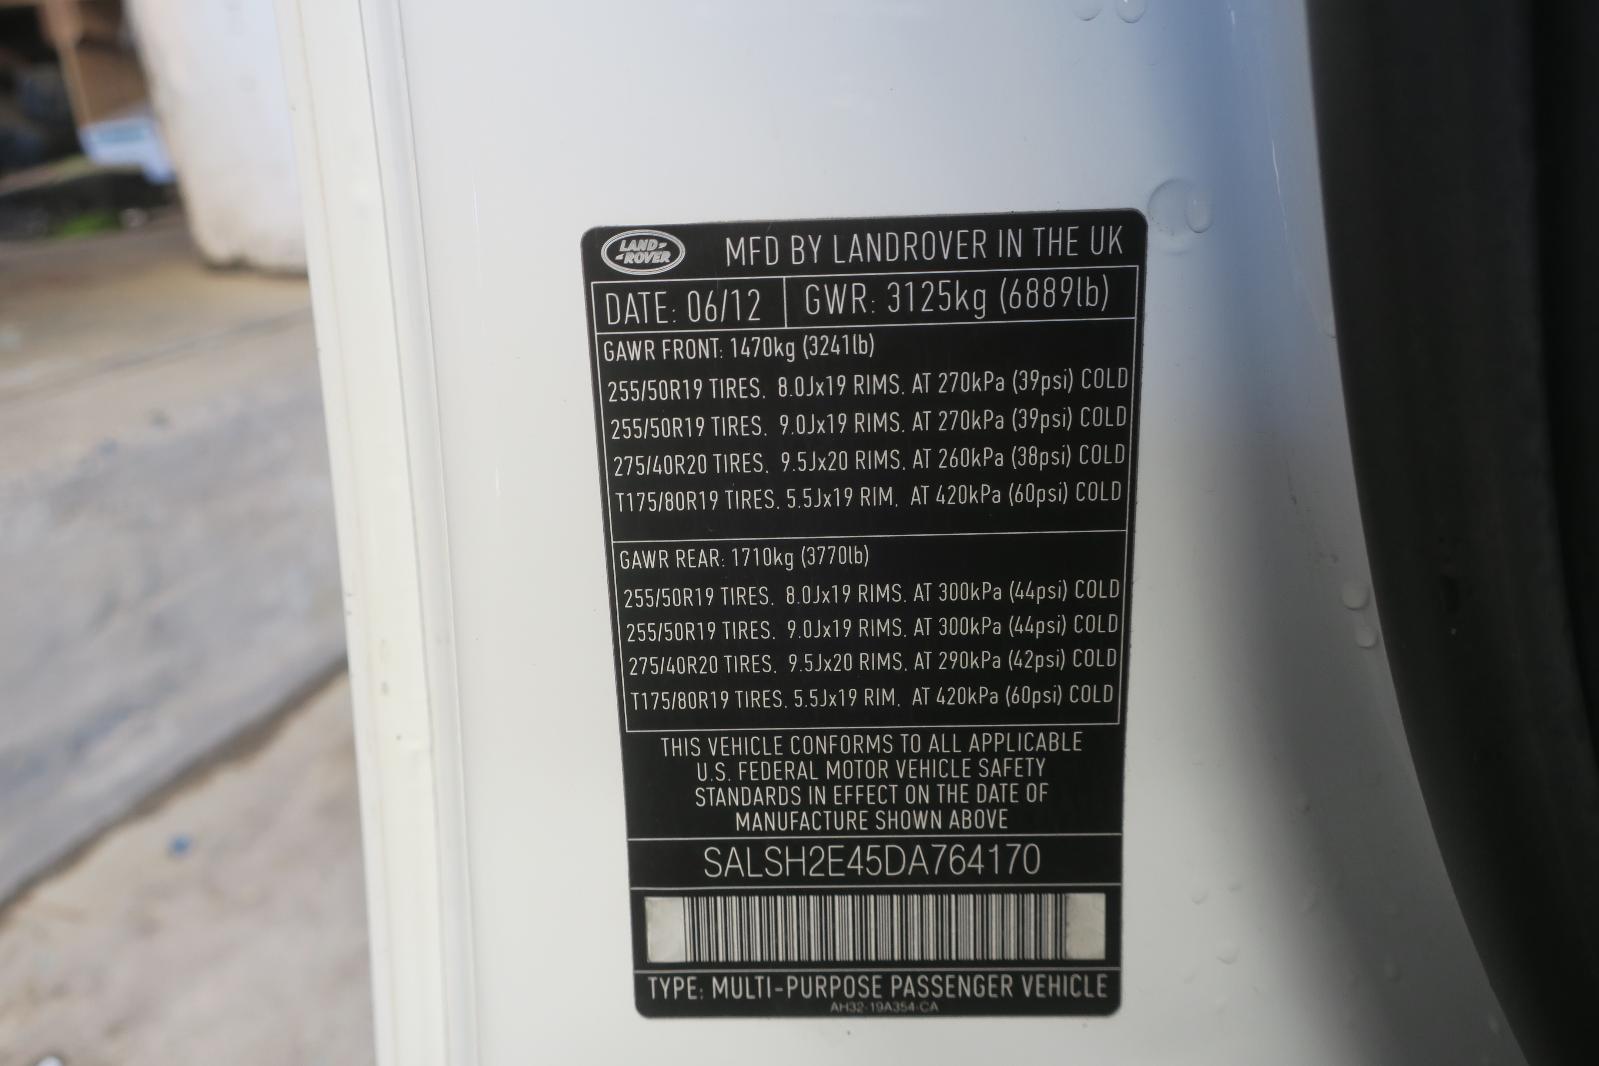 LAND-
-ROVER
MFD BY LANDROVER IN THE UK
DATE: 06/12 GWR: 3125kg (6889lb)
GAWR FRONT: 1470kg (3241lb)
255/50R19 TIRES. 8.0Jx19 RIMS. AT 270kPa (39psi) COLD
255/50R19 TIRES. 9.0Jx19 RIMS. AT 270kPa (39psi) COLD
275/40R20 TIRES. 9.5Jx20 RIMS. AT 260kPa (38psi) COLD
T175/80R19 TIRES. 5.5Jx19 RIM. AT 420kPa (60psi) COLD
GAWR REAR: 1710kg (3770lb)
255/50R19 TIRES. 8.0Jx19 RIMS. AT 300kPa (44psi) COLD
255/50R19 TIRES. 9.0Jx19 RIMS. AT 300kPa (44psi) COLD
275/40R20 TIRES. 9.5Jx20 RIMS. AT 290kPa (42psi) COLD
T175/80R19 TIRES. 5.5Jx19 RIM. AT 420kPa (60psi) COLD
THIS VEHICLE CONFORMS TO ALL APPLICABLE
U.S. FEDERAL MOTOR VEHICLE SAFETY
STANDARDS IN EFFECT ON THE DATE OF
MANUFACTURE SHOWN ABOVE
SALSH2E45DA764170
TYPE: MULTI-PURPOSE PASSENGER VEHICLE
AH32-19A354-CA